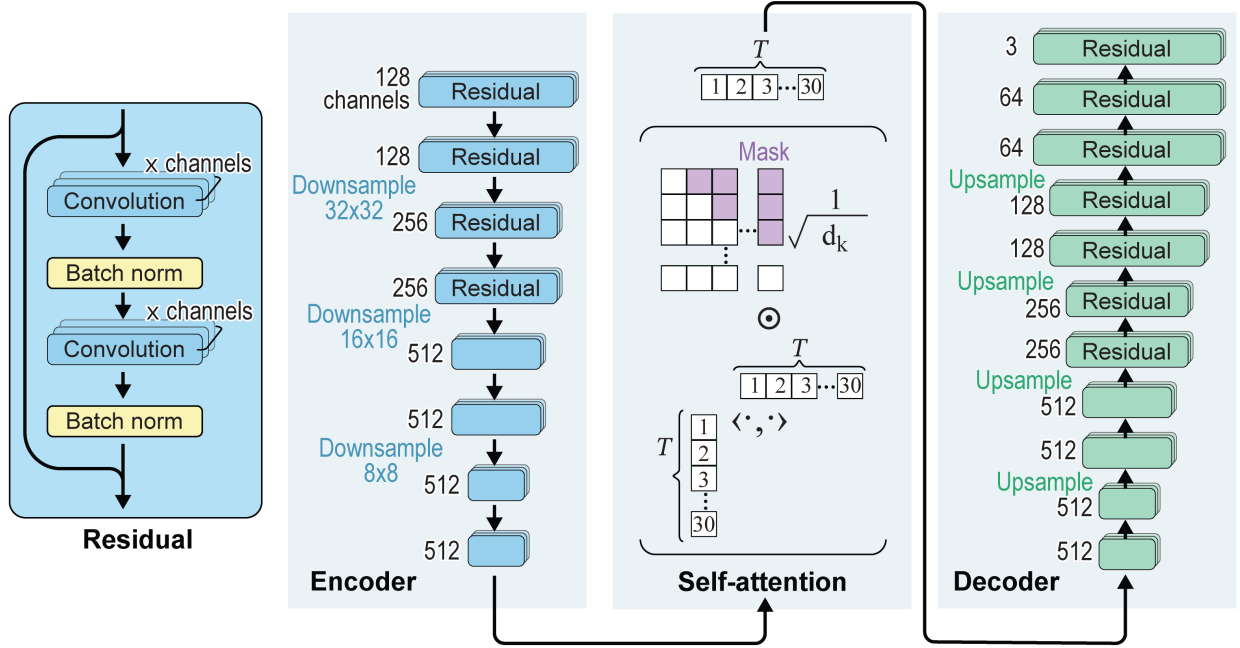 x channels
Convolution
Batch norm
x channels
Convolution
Batch norm
Residual
128
channels
Residual
128
Residual
Downsample
32x32
256
Residual
256
Residual
Downsample
16x16
512
512
Downsample
8x8
512
512
Encoder
T
1 2 3 ... 30
Mask
√ 1
d_k
⊙
T
1 2 3 ... 30
⟨·,·⟩
T
1
2
3
⋮
30
Self-attention
3
Residual
64
Residual
64
Residual
Upsample
128
Residual
128
Residual
Upsample
256
Residual
256
Residual
Upsample
512
512
Upsample
512
512
Decoder